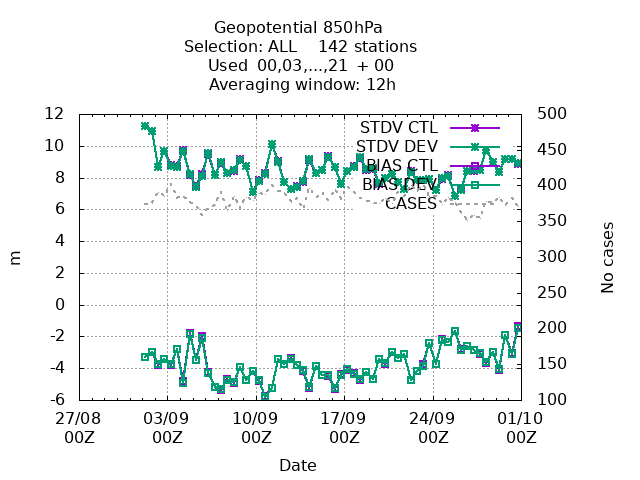 Geopotential 850hPa
Selection: ALL 142 stations
Used 00,03,...,21 + 00
Averaging window: 12h
12 500
10 450
8 400
6 350
4 300
2 250
0
-2 200
-4 150
-6 100
STDV CTL
STDV DEV
BIAS CTL
BIAS DEV
CASES
m
No cases
27/08 03/09 10/09 17/09 24/09 01/10
00Z 00Z 00Z 00Z 00Z 00Z
Date